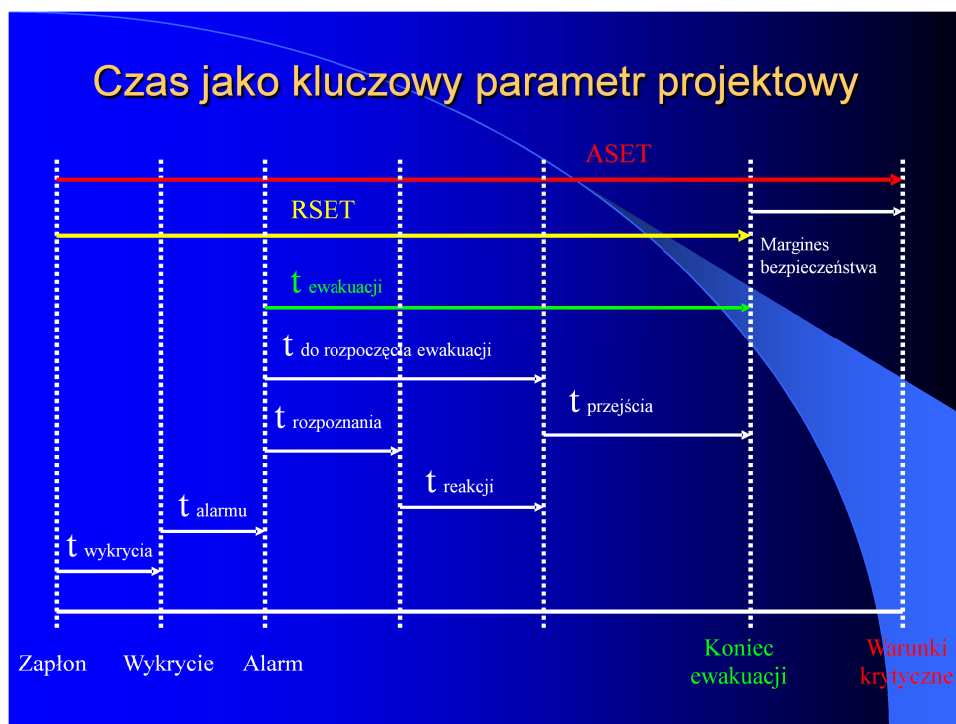 Czas jako kluczowy parametr projektowy
ASET
RSET
Margines
bezpieczeństwa
t ewakuacji
t do rozpoczęcia ewakuacji
t przejścia
t rozpoznania
t reakcji
t alarmu
t wykrycia
Zapłon Wykrycie Alarm
Koniec
ewakuacji
Warunki
krytyczne